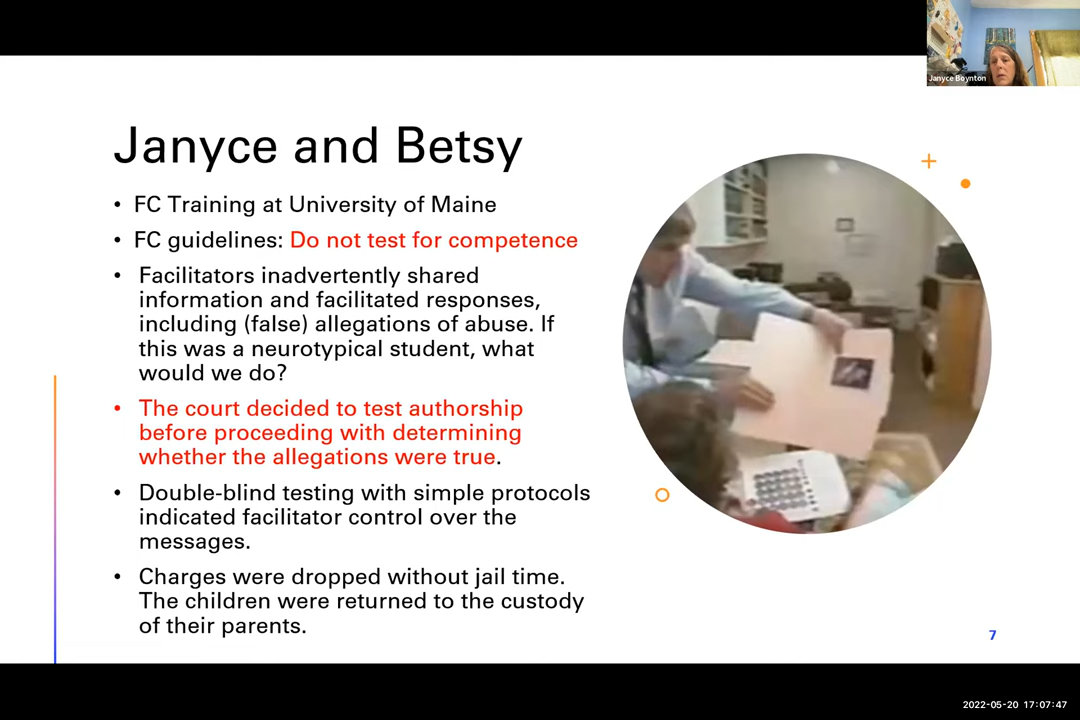 Janyce Boynton
Janyce and Betsy
• FC Training at University of Maine
• FC guidelines: Do not test for competence
• Facilitators inadvertently shared
information and facilitated responses,
including (false) allegations of abuse. If
this was a neurotypical student, what
would we do?
• The court decided to test authorship
before proceeding with determining
whether the allegations were true.
• Double-blind testing with simple protocols
indicated facilitator control over the
messages.
• Charges were dropped without jail time.
The children were returned to the custody
of their parents.
7
2022-05-20 17:07:47